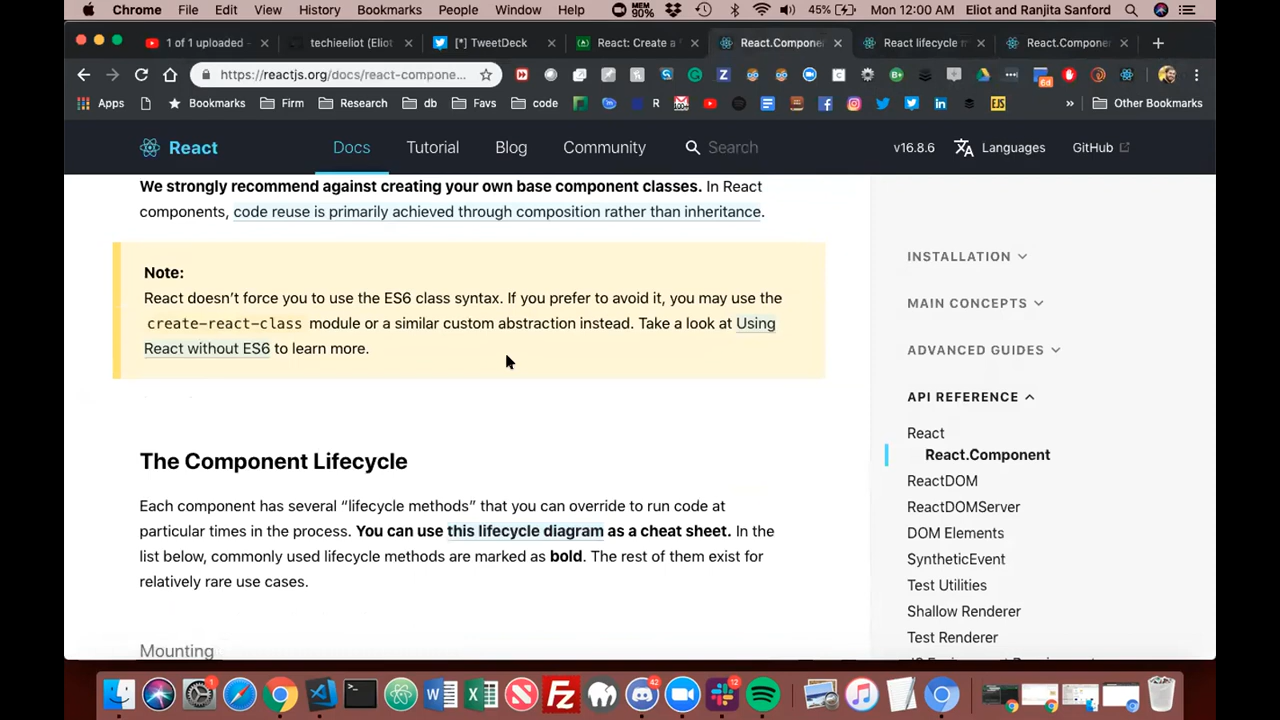 Chrome File Edit View History Bookmarks People Window Help MEM 90% 45% Mon 12:00 AM Eliot and Ranjita Sanford
1 of 1 uploaded - techieeliot (Eliot [*] TweetDeck React: Create a React.Componen React lifecycle m React.Compone
https://reactjs.org/docs/react-compone...
Apps Bookmarks Firm Research db Favs code R » Other Bookmarks
React Docs Tutorial Blog Community Search v16.8.6 Languages GitHub
We strongly recommend against creating your own base component classes. In React
components, code reuse is primarily achieved through composition rather than inheritance.
Note:
React doesn’t force you to use the ES6 class syntax. If you prefer to avoid it, you may use the
create-react-class module or a similar custom abstraction instead. Take a look at Using
React without ES6 to learn more.
The Component Lifecycle
Each component has several “lifecycle methods” that you can override to run code at
particular times in the process. You can use this lifecycle diagram as a cheat sheet. In the
list below, commonly used lifecycle methods are marked as bold. The rest of them exist for
relatively rare use cases.
Mounting
INSTALLATION
MAIN CONCEPTS
ADVANCED GUIDES
API REFERENCE
React
React.Component
ReactDOM
ReactDOMServer
DOM Elements
SyntheticEvent
Test Utilities
Shallow Renderer
Test Renderer